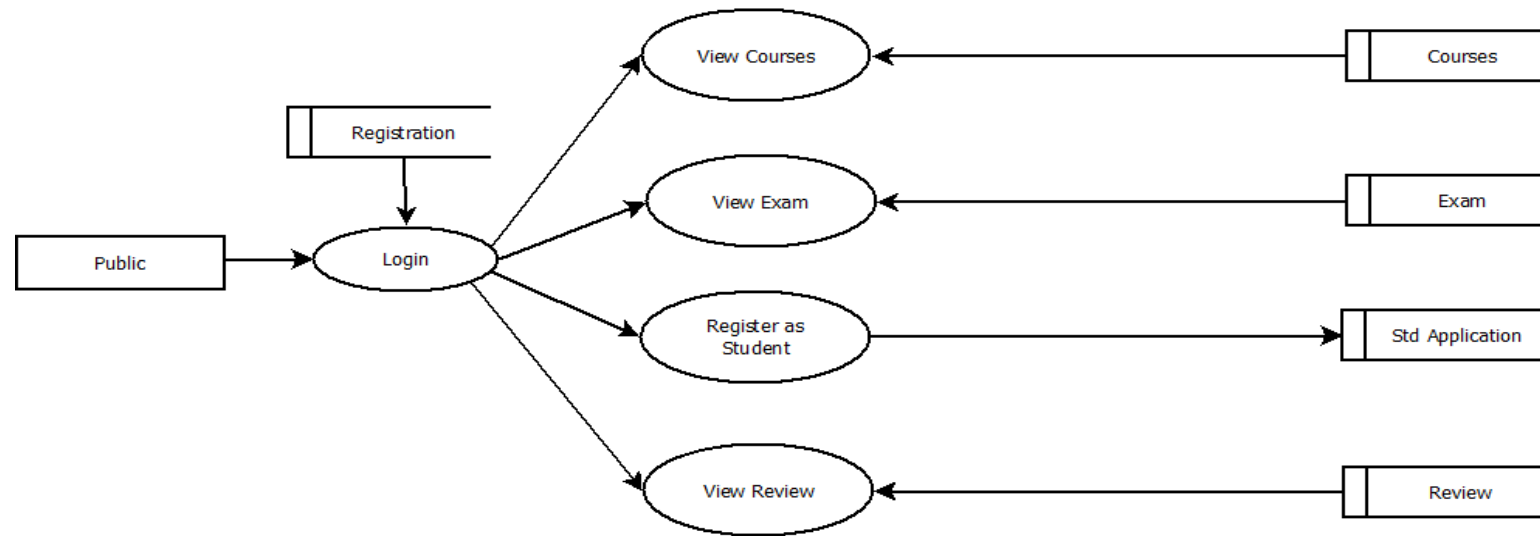 View Courses
Courses
Registration
View Exam
Exam
Public
Login
Register as
Student
Std Application
View Review
Review